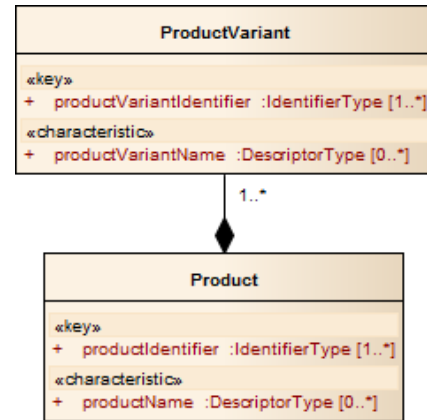 ProductVariant
«key»
+ productVariantIdentifier :IdentifierType [1..*]
«characteristic»
+ productVariantName :DescriptorType [0..*]
1..*
Product
«key»
+ productIdentifier :IdentifierType [1..*]
«characteristic»
+ productName :DescriptorType [0..*]